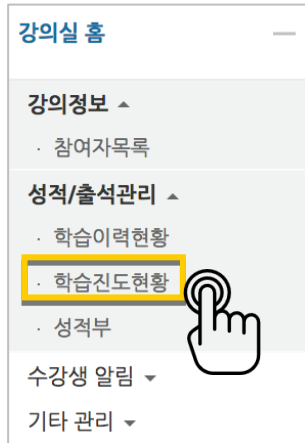 강의실 홈
강의정보
· 참여자목록
성적/출석관리
· 학습이력현황
· 학습진도현황
· 성적부
수강생 알림
기타 관리